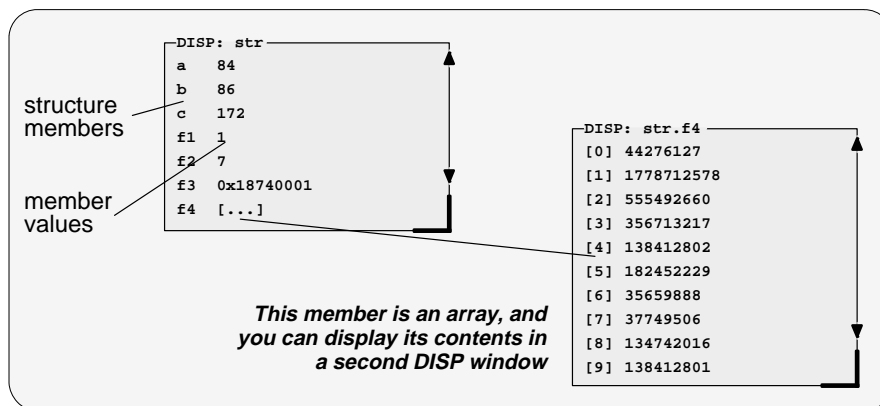 DISP: str
a 84
b 86
c 172
f1 1
f2 7
f3 0x18740001
f4 [...]
structure
members
member
values
DISP: str.f4
[0] 44276127
[1] 1778712578
[2] 555492660
[3] 356713217
[4] 138412802
[5] 182452229
[6] 35659888
[7] 37749506
[8] 134742016
[9] 138412801
This member is an array, and
you can display its contents in
a second DISP window